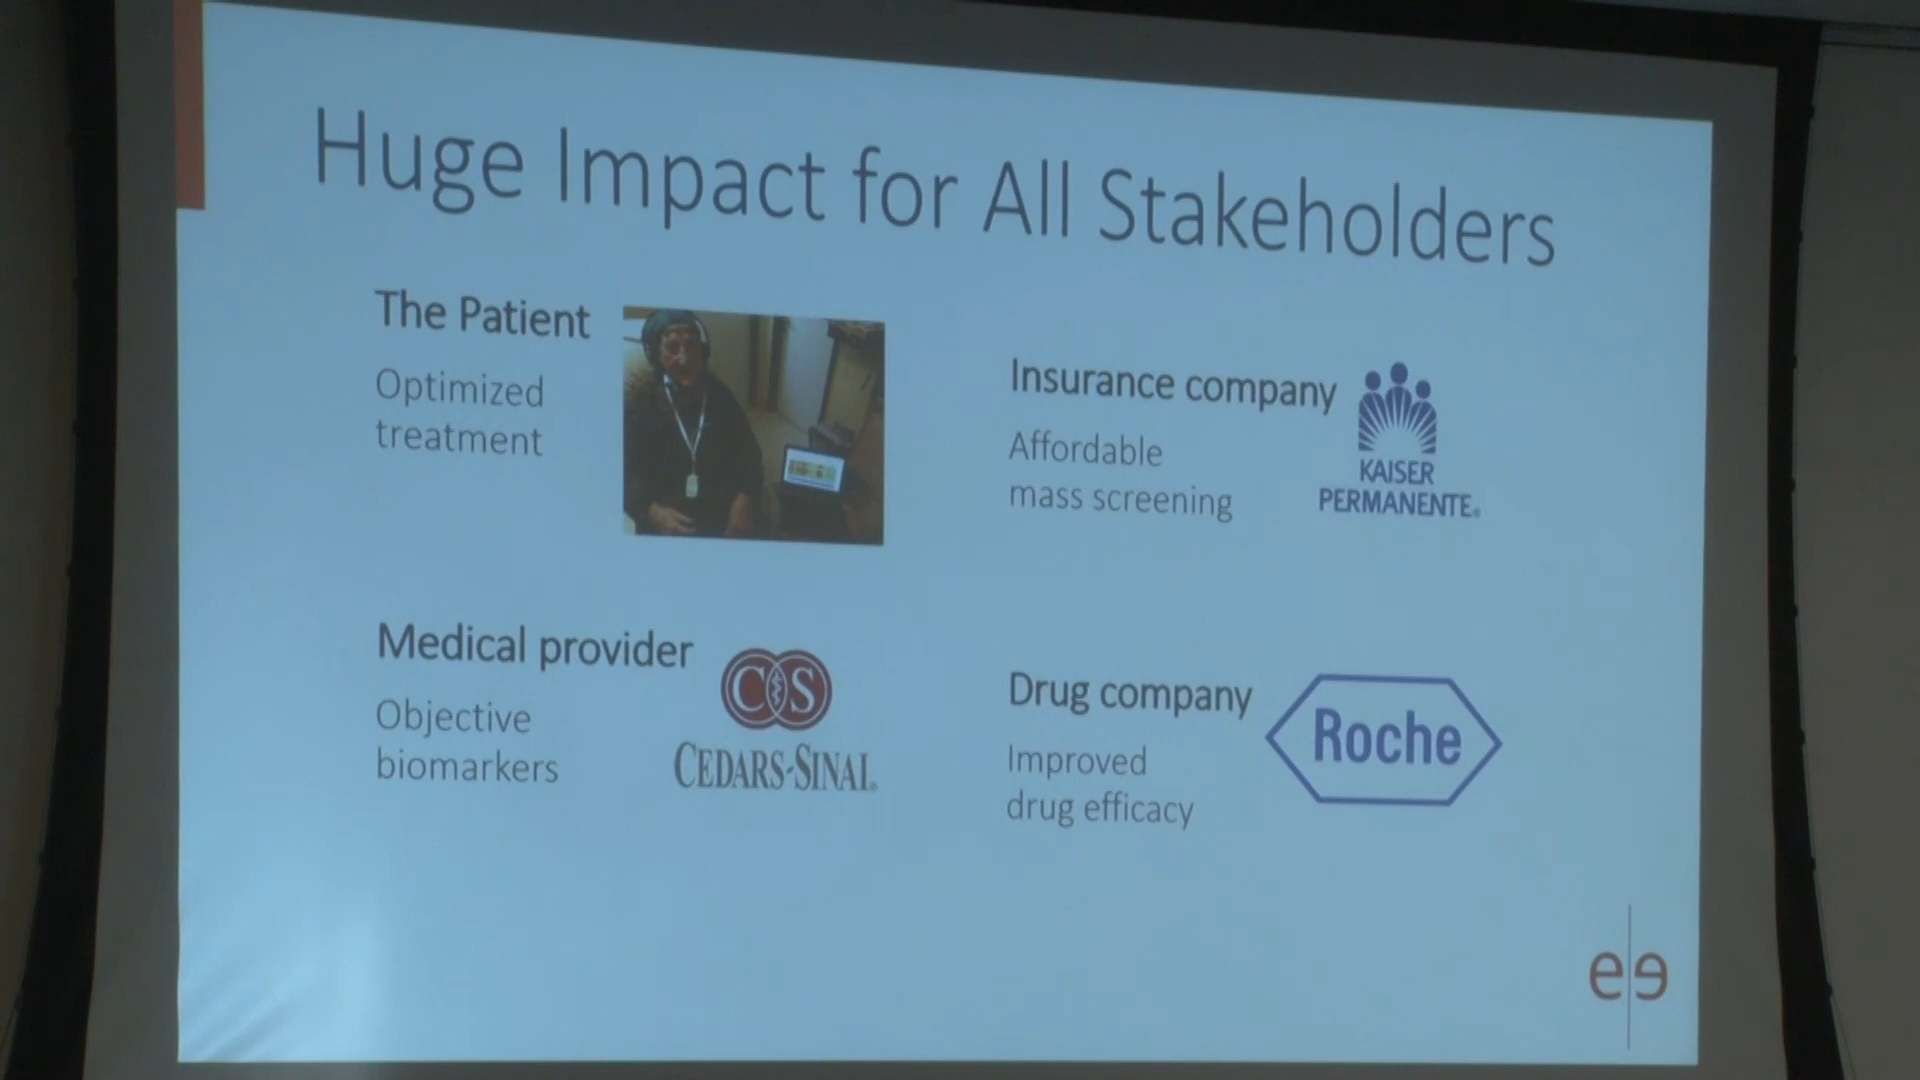 Huge Impact for All Stakeholders
The Patient
Optimized
treatment
Insurance company
Affordable
mass screening
KAISER
PERMANENTE®
Medical provider
Objective
biomarkers
CS
CEDARS-SINAI®
Drug company
Improved
drug efficacy
Roche
e|ɘ